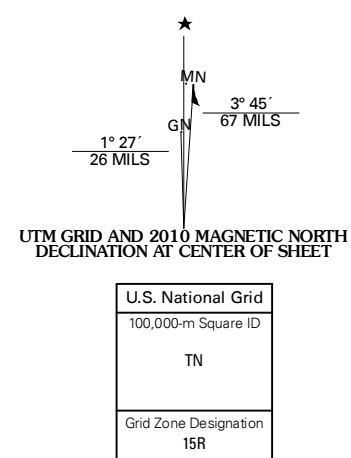 MN
GN
3° 45´
67 MILS
1° 27´
26 MILS
UTM GRID AND 2010 MAGNETIC NORTH
DECLINATION AT CENTER OF SHEET
U.S. National Grid
100,000-m Square ID
TN
Grid Zone Designation
15R